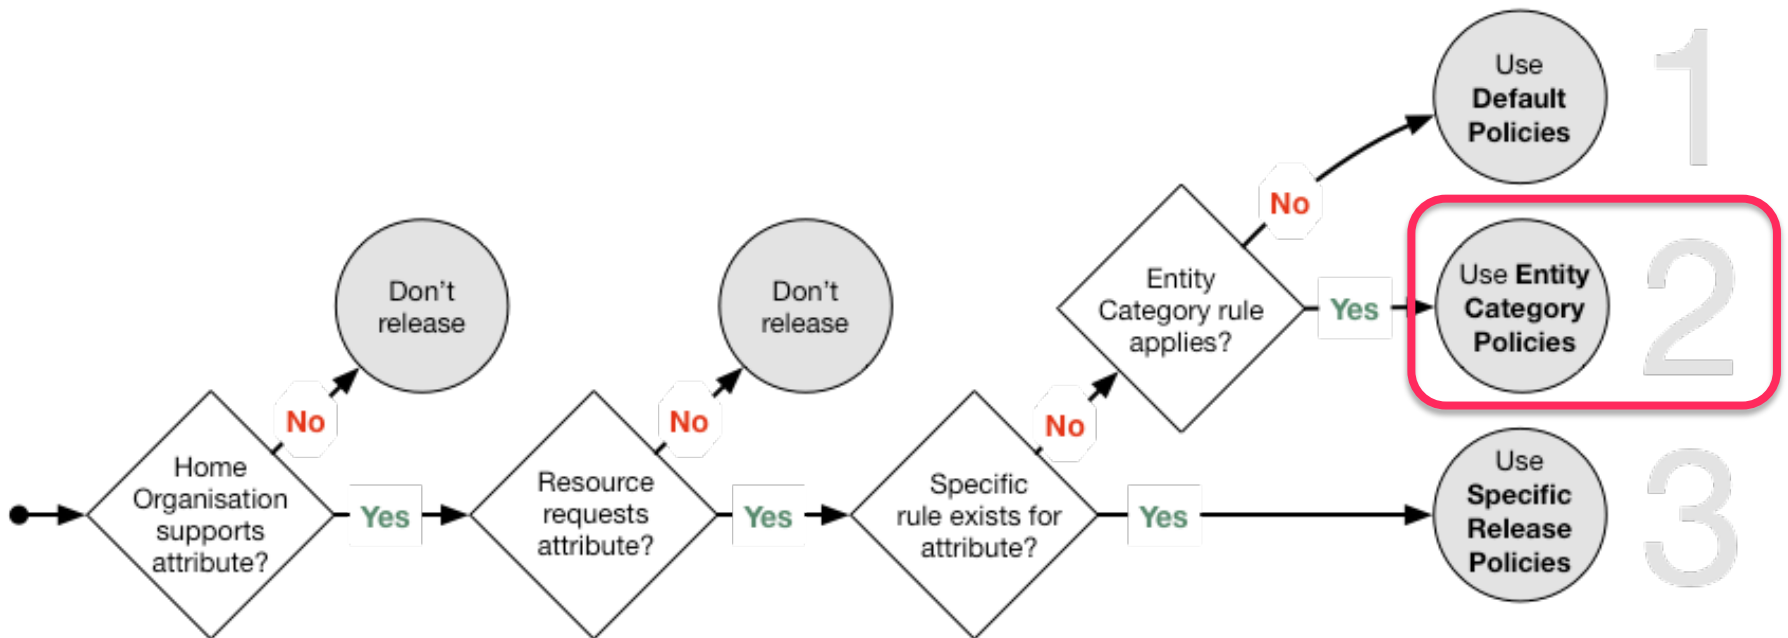 Home
Organisation
supports
attribute?
No
Don't
release
Yes
Resource
requests
attribute?
No
Don't
release
Yes
Specific
rule exists for
attribute?
No
Entity
Category rule
applies?
No
Use
Default
Policies
1
Yes
Use Entity
Category
Policies
2
Yes
Use
Specific
Release
Policies
3